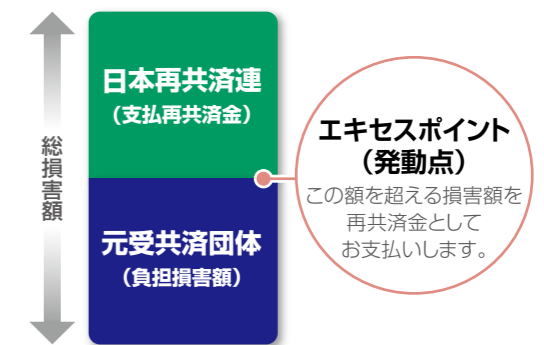 総損害額
日本再共済連
（支払再共済金）
元受共済団体
（負担損害額）
エキセスポイント
（発動点）
この額を超える損害額を
再共済金として
お支払いします。